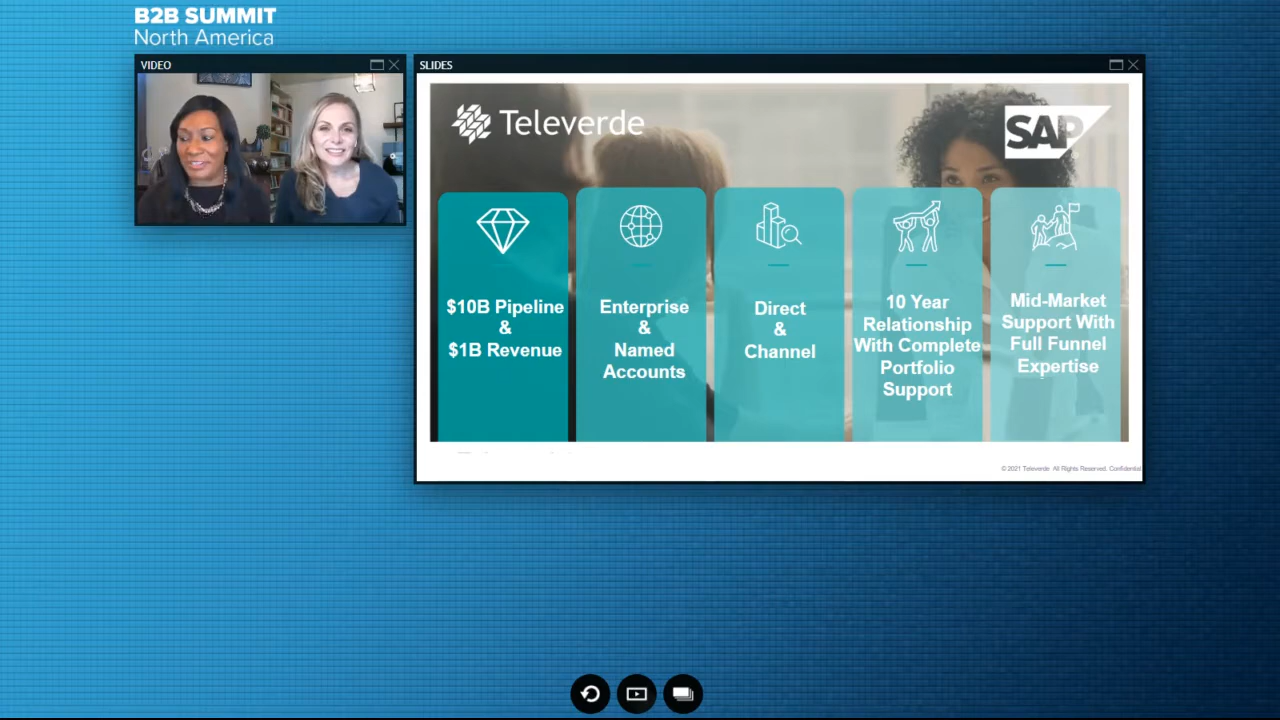 B2B SUMMIT
North America
VIDEO
SLIDES
Televerde
SAP
$10B Pipeline
&
$1B Revenue
Enterprise
&
Named
Accounts
Direct
&
Channel
10 Year
Relationship
With Complete
Portfolio
Support
Mid-Market
Support With
Full Funnel
Expertise
© 2021 Televerde All Rights Reserved. Confidential